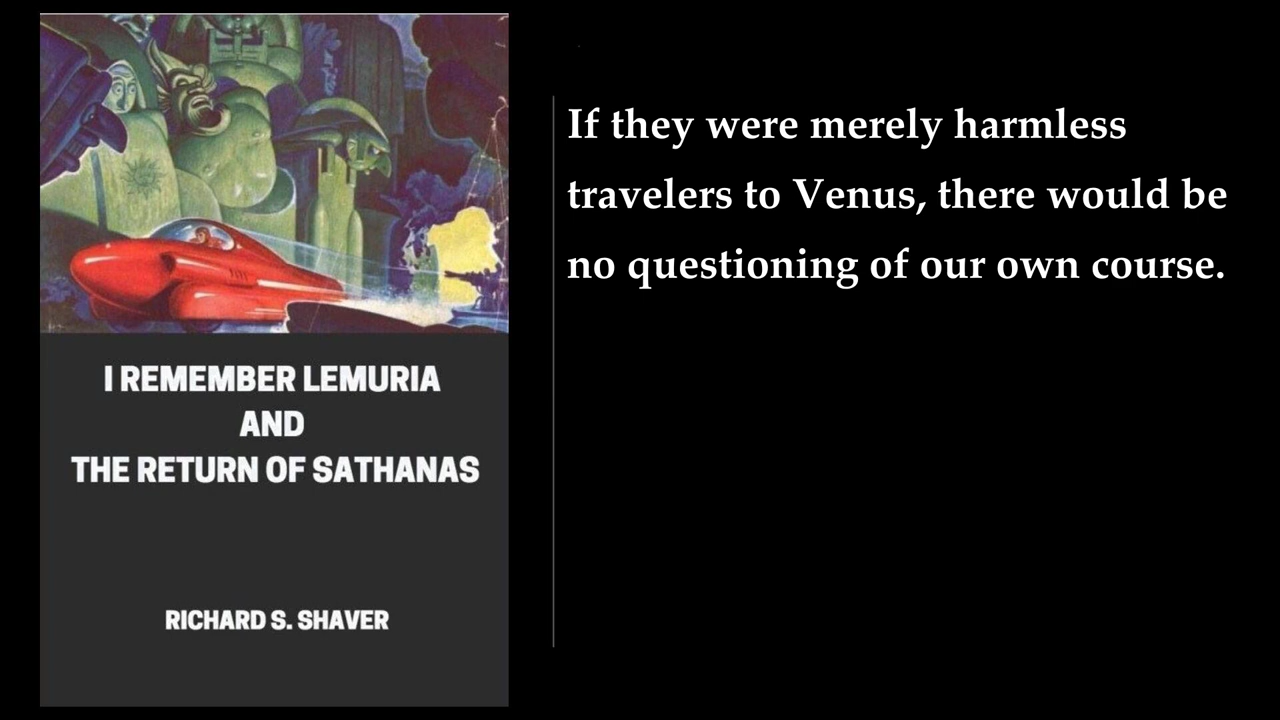 I REMEMBER LEMURIA
AND
THE RETURN OF SATHANAS
RICHARD S. SHAVER
If they were merely harmless
travelers to Venus, there would be
no questioning of our own course.